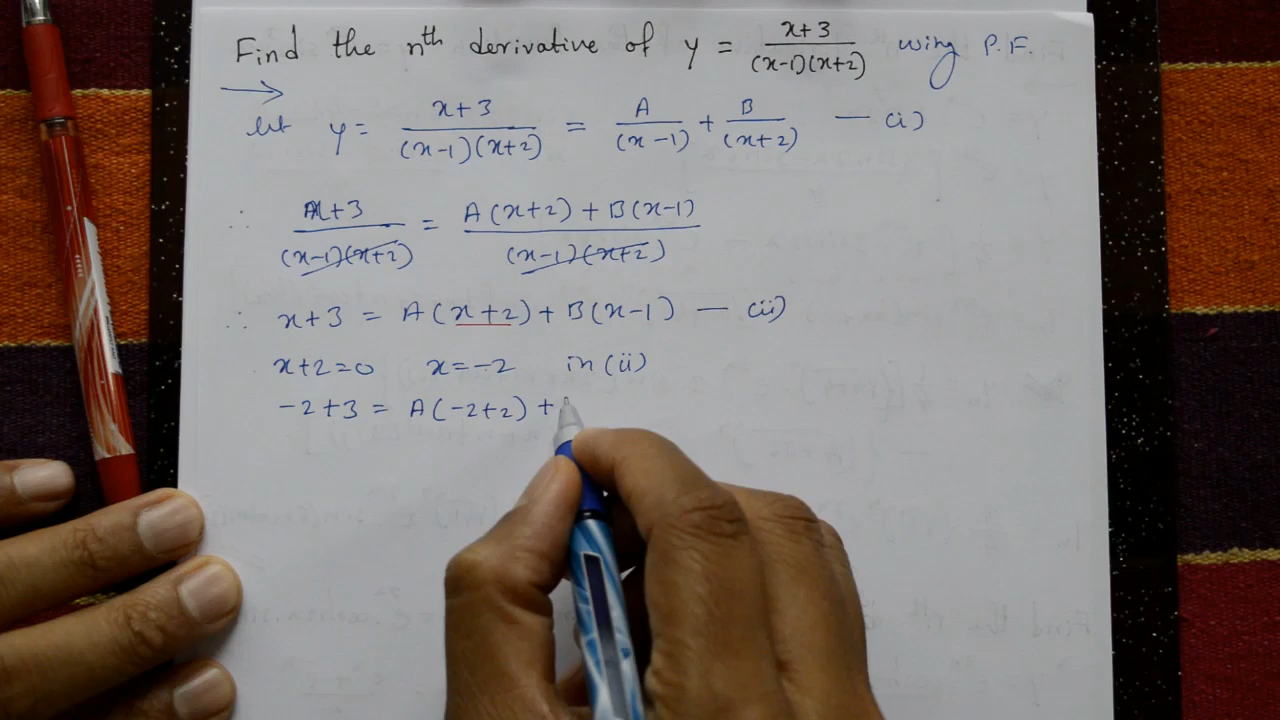 Find the nth derivative of y = x+3 / (x-1)(x+2) using P.F.
let y = x+3 / (x-1)(x+2) = A / (x-1) + B / (x+2) — (i)
∴ x+3 / (x-1)(x+2) = A(x+2) + B(x-1) / (x-1)(x+2)
∴ x+3 = A(x+2) + B(x-1) — (ii)
x+2=0 x=-2 in (ii)
-2+3 = A(-2+2) +